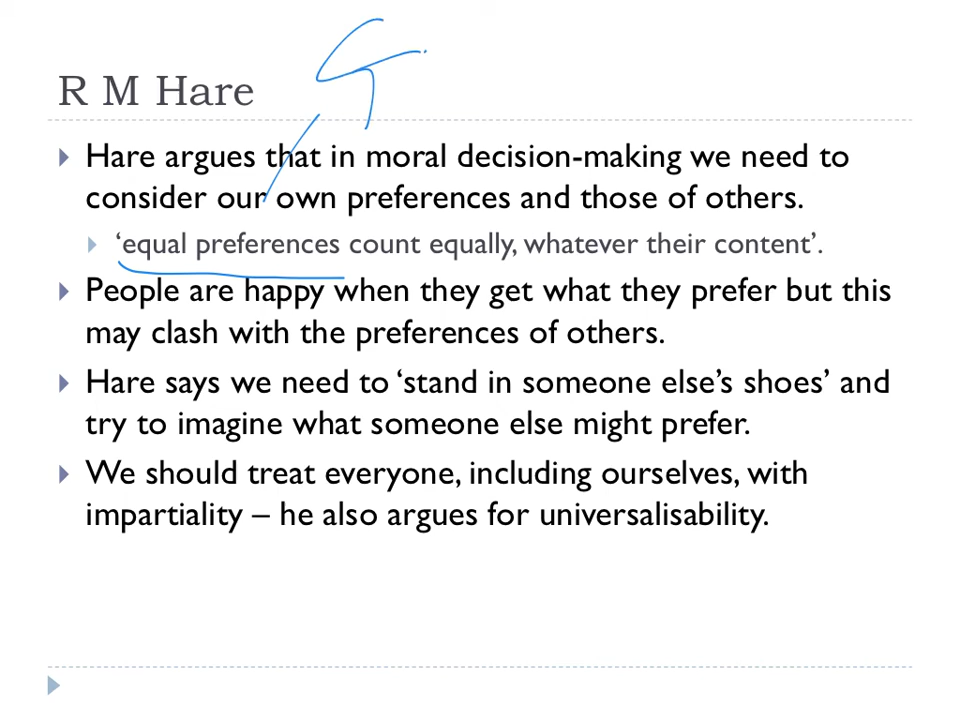 R M Hare
Hare argues that in moral decision-making we need to
consider our own preferences and those of others.
‘equal preferences count equally, whatever their content’.
People are happy when they get what they prefer but this
may clash with the preferences of others.
Hare says we need to ‘stand in someone else’s shoes’ and
try to imagine what someone else might prefer.
We should treat everyone, including ourselves, with
impartiality – he also argues for universalisability.